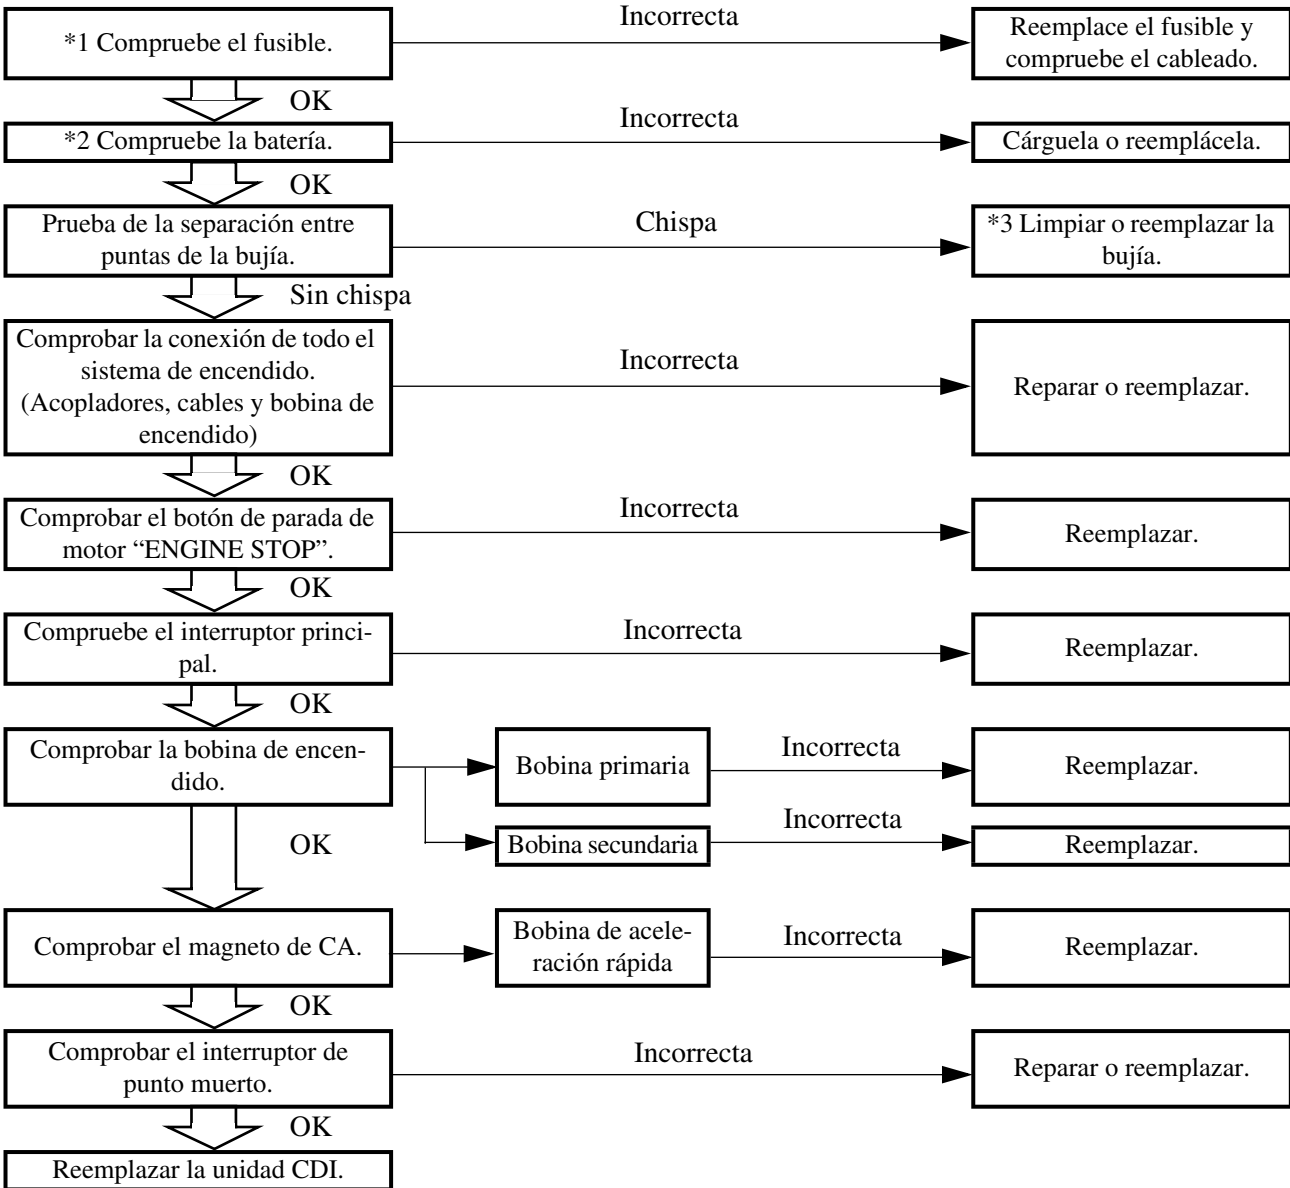 *1 Compruebe el fusible.
Incorrecta
Reemplace el fusible y
compruebe el cableado.
OK
*2 Compruebe la batería.
Incorrecta
Cárguela o reemplácela.
OK
Prueba de la separación entre
puntas de la bujía.
Chispa
*3 Limpiar o reemplazar la
bujía.
Sin chispa
Comprobar la conexión de todo el
sistema de encendido.
(Acopladores, cables y bobina de
encendido)
Incorrecta
Reparar o reemplazar.
OK
Comprobar el botón de parada de
motor “ENGINE STOP”.
Incorrecta
Reemplazar.
OK
Compruebe el interruptor princi-
pal.
Incorrecta
Reemplazar.
OK
Comprobar la bobina de encen-
dido.
Bobina primaria
Incorrecta
Reemplazar.
Bobina secundaria
Incorrecta
Reemplazar.
OK
Comprobar el magneto de CA.
Bobina de acele-
ración rápida
Incorrecta
Reemplazar.
OK
Comprobar el interruptor de
punto muerto.
Incorrecta
Reparar o reemplazar.
OK
Reemplazar la unidad CDI.